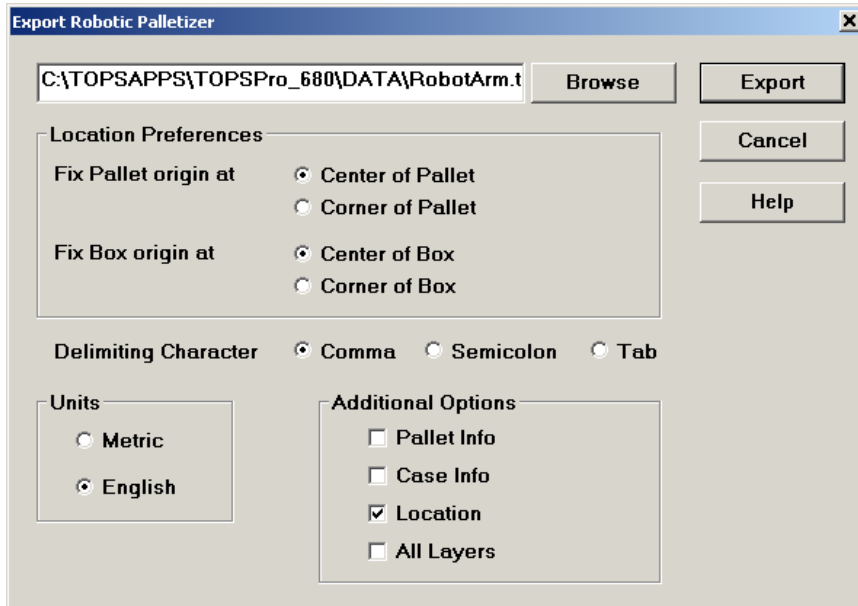 Export Robotic Palletizer
C:\TOPSAPPS\TOPSPro_680\DATA\RobotArm.t Browse Export
Cancel
Help
Location Preferences
Fix Pallet origin at Center of Pallet
Corner of Pallet
Fix Box origin at Center of Box
Corner of Box
Delimiting Character Comma Semicolon Tab
Units
Metric
English
Additional Options
Pallet Info
Case Info
Location
All Layers